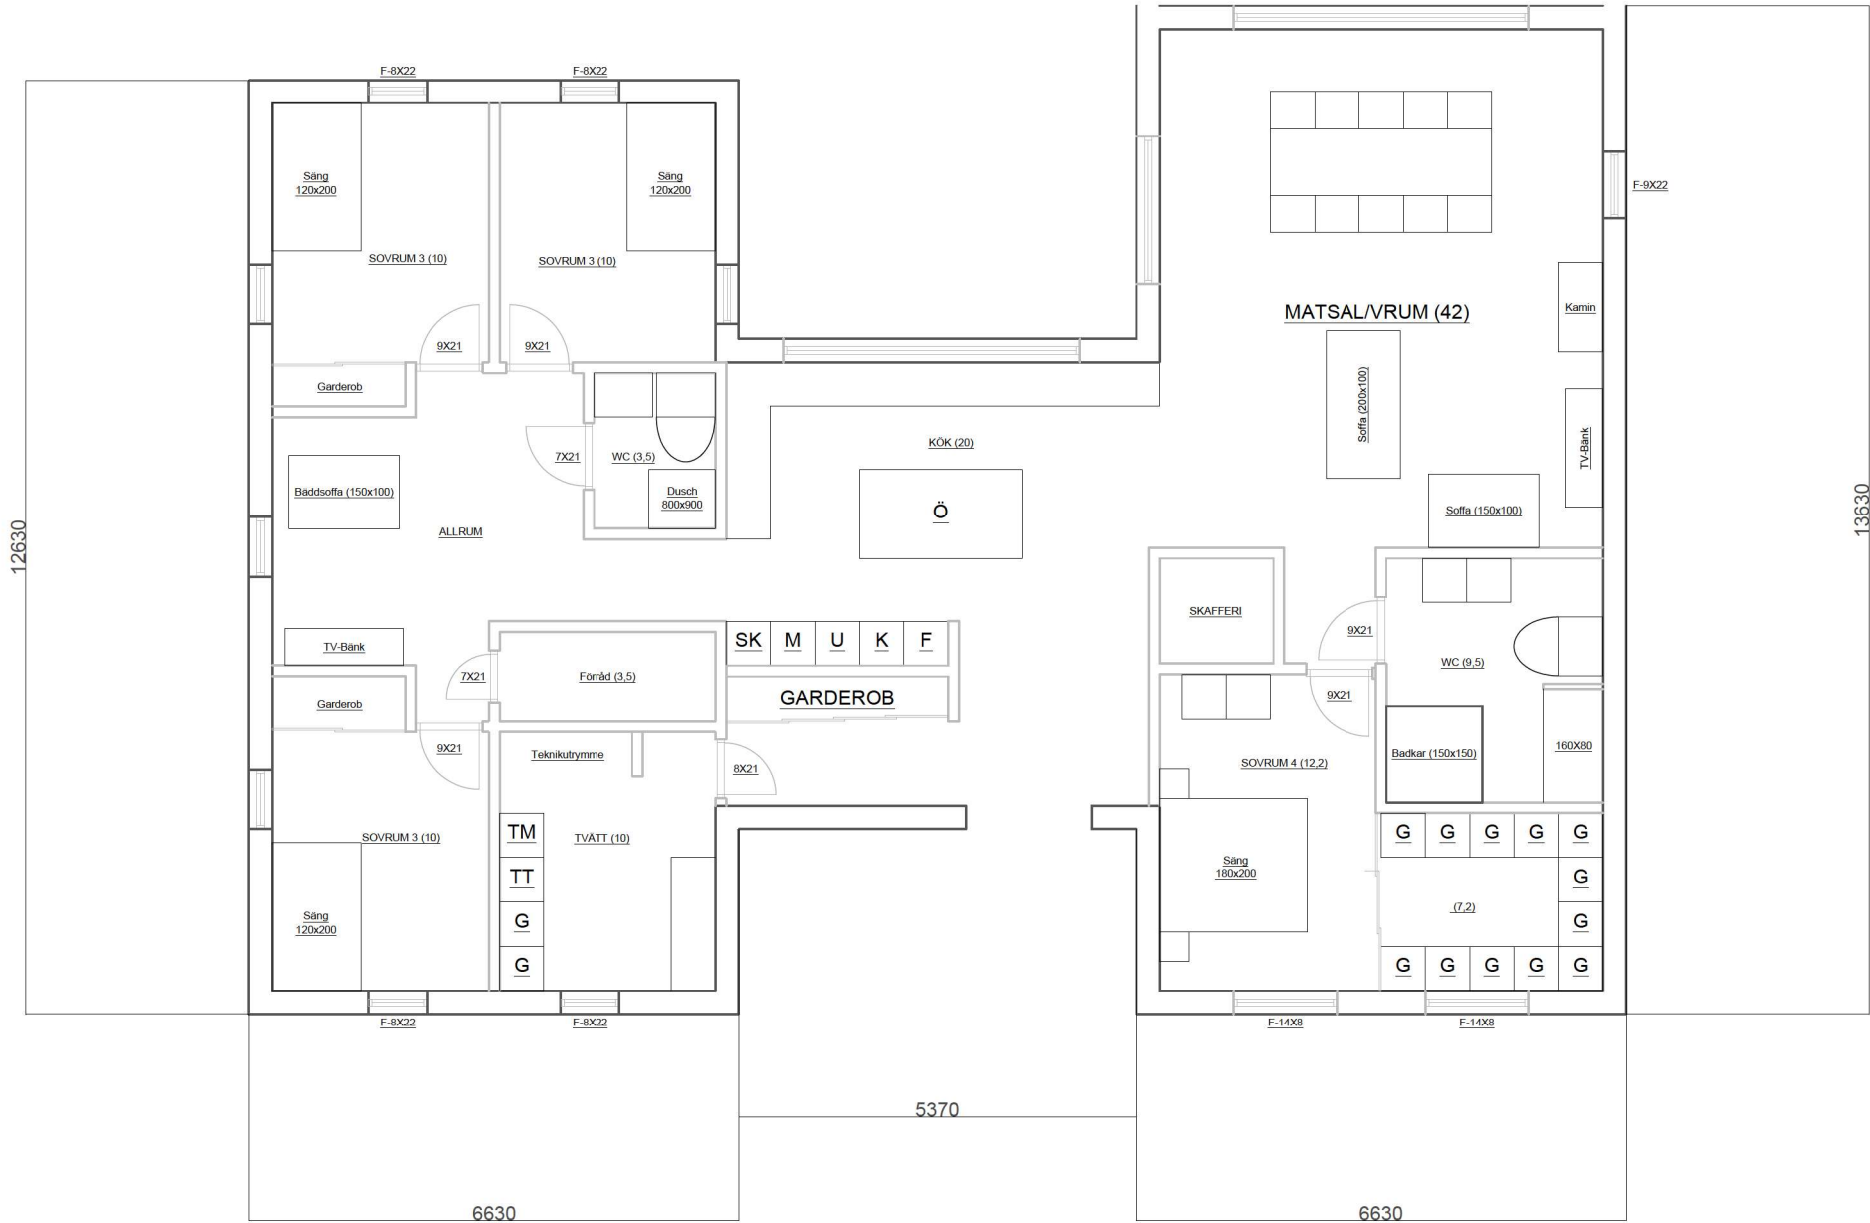 F-8X22
F-8X22
Säng
120x200
Säng
120x200
F-9X22
SOVRUM 3 (10)
SOVRUM 3 (10)
Kamin
MATSAL/VRUM (42)
9X21
9X21
Garderob
Soffa (200x100)
TV-Bänk
KÖK (20)
7X21
WC (3,5)
Bäddsoffa (150x100)
Dusch
800x900
Ö
Soffa (150x100)
ALLRUM
12630
13630
SKAFFERI
9X21
SK
M
U
K
F
TV-Bänk
WC (9,5)
7X21
Förråd (3,5)
GARDEROB
Garderob
9X21
9X21
Teknikutrymme
8X21
Badkar (150x150)
160X80
SOVRUM 4 (12,2)
SOVRUM 3 (10)
TM
TVÄTT (10)
G
G
G
G
G
Säng
180x200
TT
G
(7,2)
Säng
120x200
G
G
G
G
G
G
G
G
F-8X22
F-8X22
F-14X8
F-14X8
5370
6630
6630